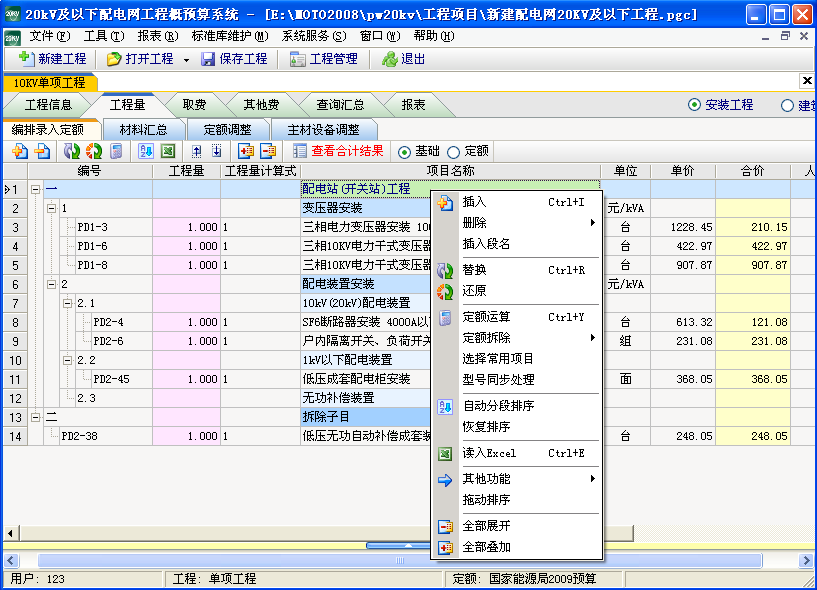 20kV及以下配电网工程概预算系统 - [E:\MOTO2008\pw20kv\工程项目\新建配电网20KV及以下工程.pgc]
文件(F) 工具(T) 报表(R) 标准库维护(M) 系统服务(S) 窗口(W) 帮助(H)
新建工程 打开工程 保存工程 工程管理 退出
10KV单项工程
工程信息 工程量 取费 其他费 查询汇总 报表 安装工程
编排录入定额 材料汇总 定额调整 主材设备调整
查看合计结果 基础 定额
编号 工程量 工程量计算式 项目名称 单位 单价 合价
1 一 配电站(开关站)工程
2 1 变压器安装 元/kVA
3 PD1-3 1.000 1 三相电力变压器安装 台 1228.45 210.15
4 PD1-6 1.000 1 三相10KV电力干式变压器 台 422.97 422.97
5 PD1-8 1.000 1 三相10KV电力干式变压器 台 907.87 907.87
6 2 配电装置安装 元/kVA
7 2.1 10kV(20kV)配电装置
8 PD2-4 1.000 1 SF6断路器安装 4000A以 台 613.32 121.08
9 PD2-6 1.000 1 户内隔离开关、负荷开关 组 231.08 231.08
10 2.2 1kV以下配电装置
11 PD2-45 1.000 1 低压成套配电柜安装 面 368.05 368.05
12 2.3 无功补偿装置
13 二 拆除子目
14 PD2-38 1.000 1 低压无功自动补偿成套装 台 248.05 248.05
插入 Ctrl+I
删除
插入段名
替换 Ctrl+R
还原
定额运算 Ctrl+Y
定额拆除
选择常用项目
型号同步处理
自动分段排序
恢复排序
读入Excel Ctrl+E
其他功能
拖动排序
全部展开
全部叠加
用户: 123 工程: 单项工程 定额: 国家能源局2009预算